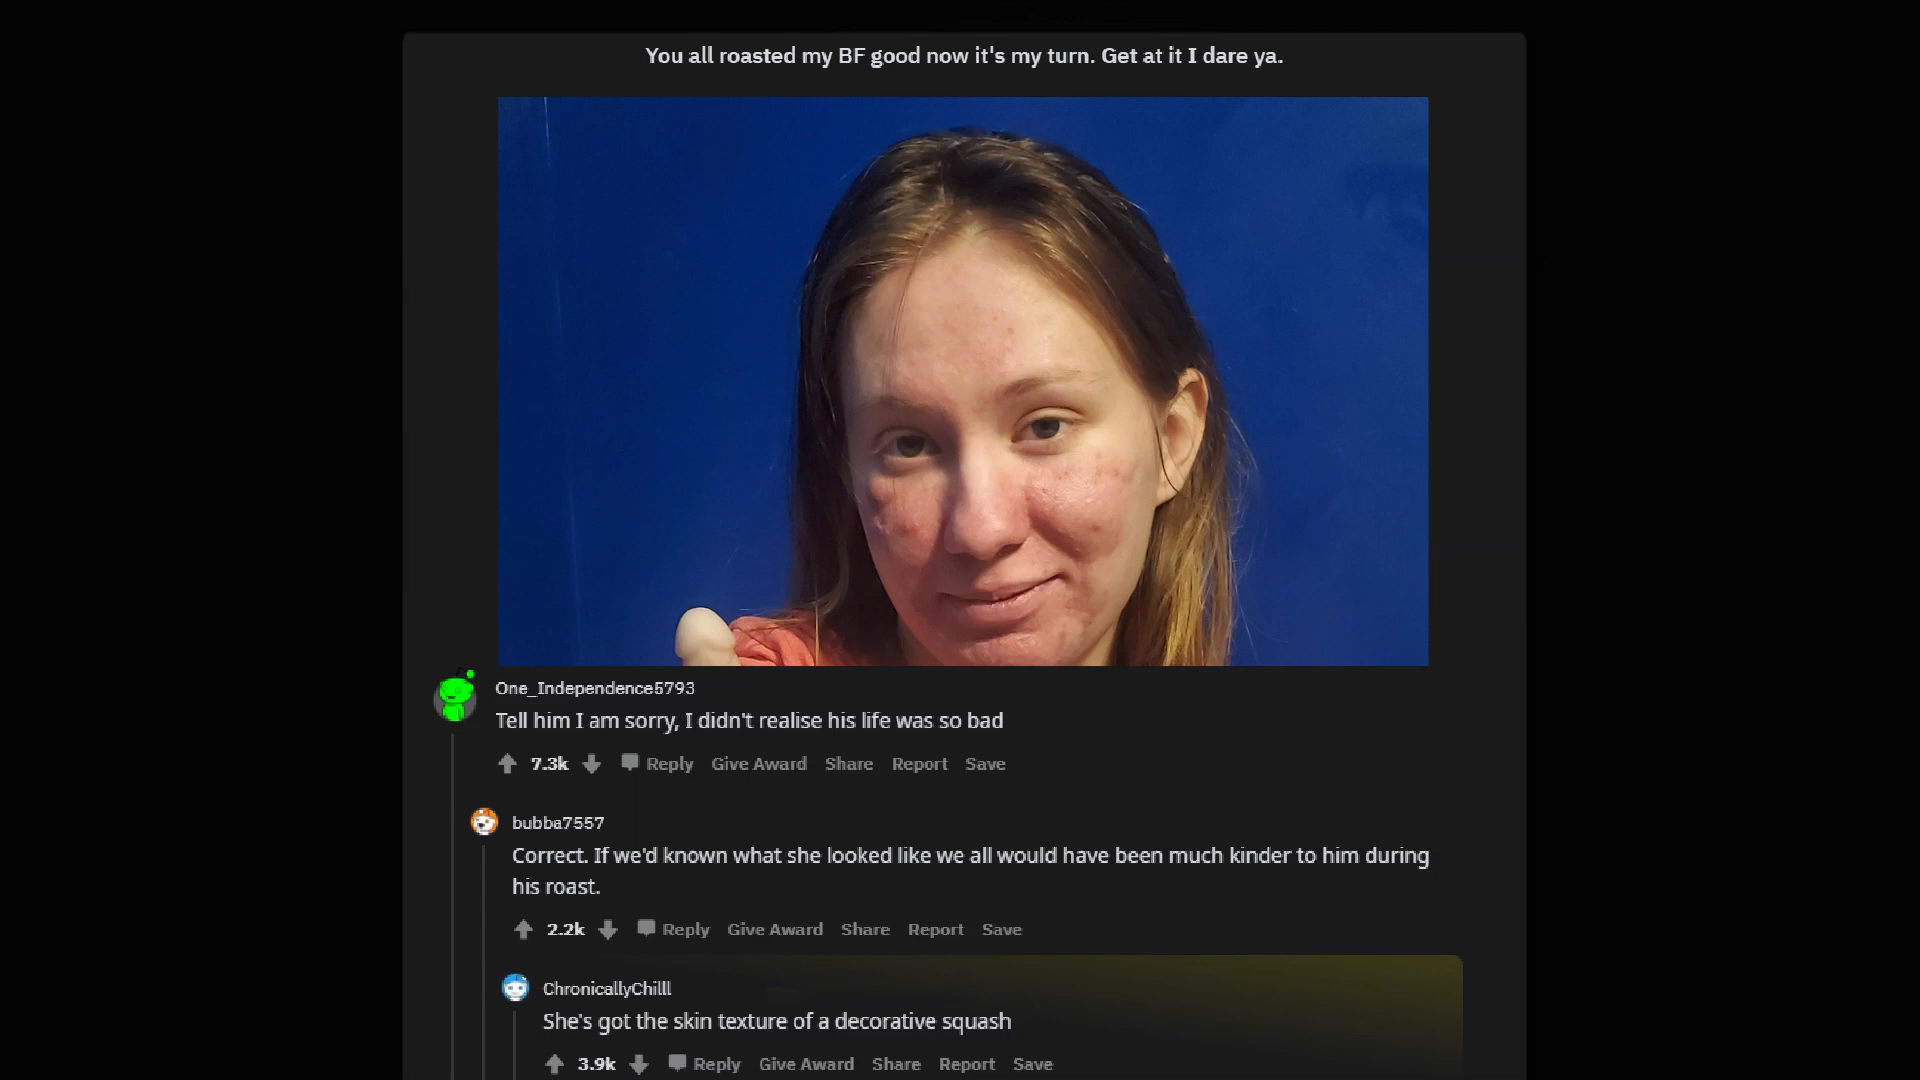 You all roasted my BF good now it's my turn. Get at it I dare ya.
One_Independence5793
Tell him I am sorry, I didn't realise his life was so bad
7.3k Reply Give Award Share Report Save
bubba7557
Correct. If we'd known what she looked like we all would have been much kinder to him during
his roast.
2.2k Reply Give Award Share Report Save
ChronicallyChilll
She's got the skin texture of a decorative squash
3.9k Reply Give Award Share Report Save